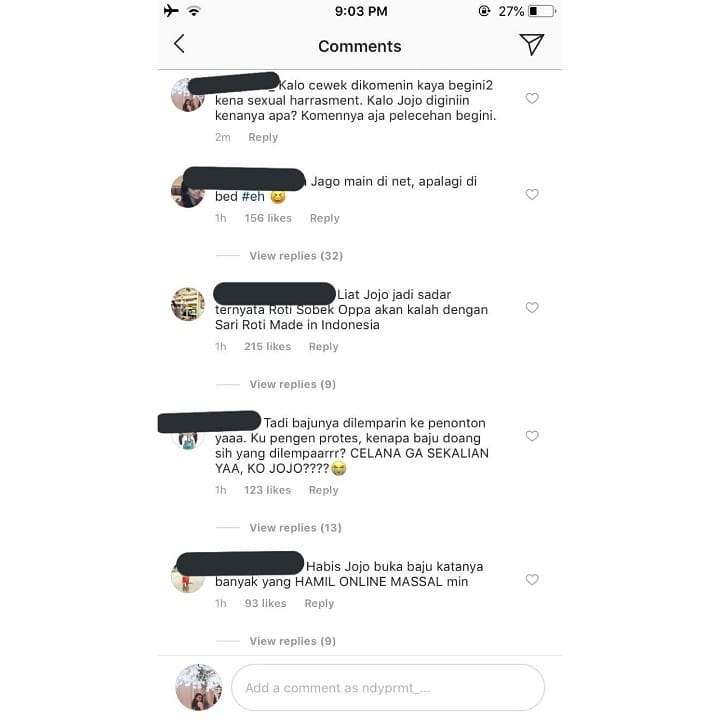 9:03 PM
27%
Comments
Kalo cewek dikomenin kaya begini2
kena sexual harrasment. Kalo Jojo diginiin
kenanya apa? Komennya aja pelecehan begini.
2m Reply
Jago main di net, apalagi di
bed #eh 😆
1h 156 likes Reply
View replies (32)
Liat Jojo jadi sadar
ternyata Roti Sobek Oppa akan kalah dengan
Sari Roti Made in Indonesia
1h 215 likes Reply
View replies (9)
Tadi bajunya dilemparin ke penonton
yaaa. Ku pengen protes, kenapa baju doang
sih yang dilempaarrr? CELANA GA SEKALIAN
YAA, KO JOJO????😭
1h 123 likes Reply
View replies (13)
Habis Jojo buka baju katanya
banyak yang HAMIL ONLINE MASSAL min
1h 93 likes Reply
View replies (9)
Add a comment as ndyprmt_...